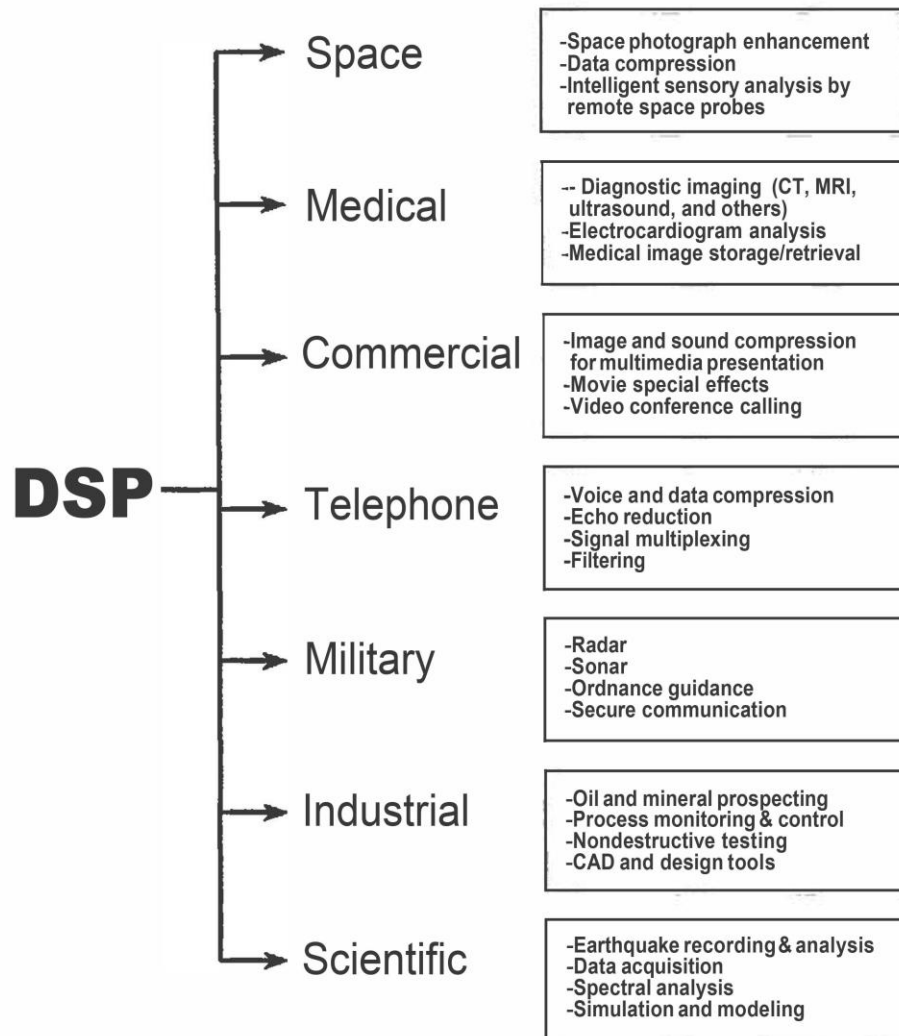 Space
-Space photograph enhancement
-Data compression
-Intelligent sensory analysis by
remote space probes
Medical
-- Diagnostic imaging (CT, MRI,
ultrasound, and others)
-Electrocardiogram analysis
-Medical image storage/retrieval
Commercial
-Image and sound compression
for multimedia presentation
-Movie special effects
-Video conference calling
DSP
Telephone
-Voice and data compression
-Echo reduction
-Signal multiplexing
-Filtering
Military
-Radar
-Sonar
-Ordnance guidance
-Secure communication
Industrial
-Oil and mineral prospecting
-Process monitoring & control
-Nondestructive testing
-CAD and design tools
Scientific
-Earthquake recording & analysis
-Data acquisition
-Spectral analysis
-Simulation and modeling